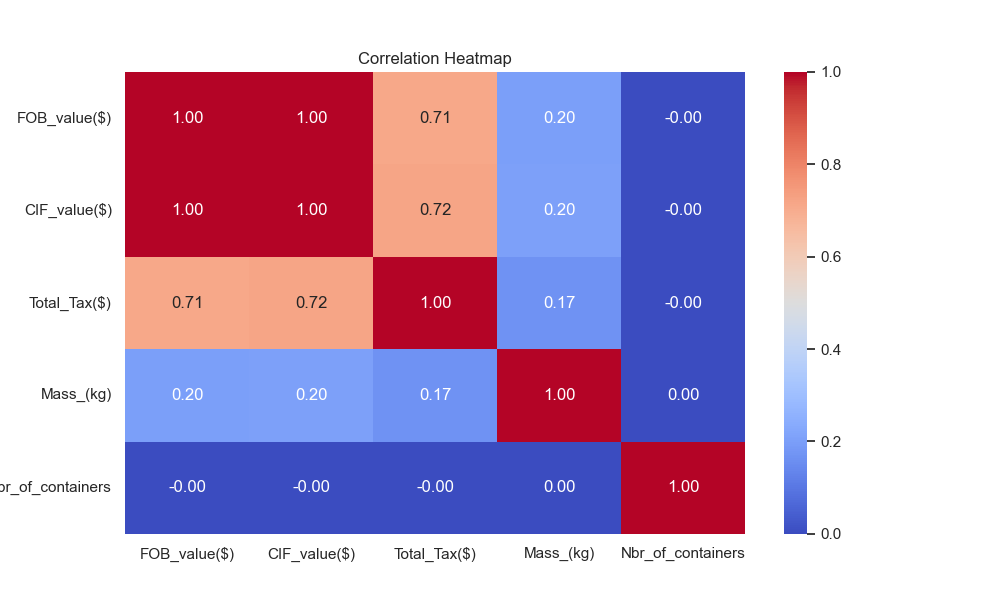 Correlation Heatmap
FOB_value($) 1.00 1.00 0.71 0.20 -0.00
CIF_value($) 1.00 1.00 0.72 0.20 -0.00
Total_Tax($) 0.71 0.72 1.00 0.17 -0.00
Mass_(kg) 0.20 0.20 0.17 1.00 0.00
br_of_containers -0.00 -0.00 -0.00 0.00 1.00
FOB_value($) CIF_value($) Total_Tax($) Mass_(kg) Nbr_of_containers
1.0
0.8
0.6
0.4
0.2
0.0